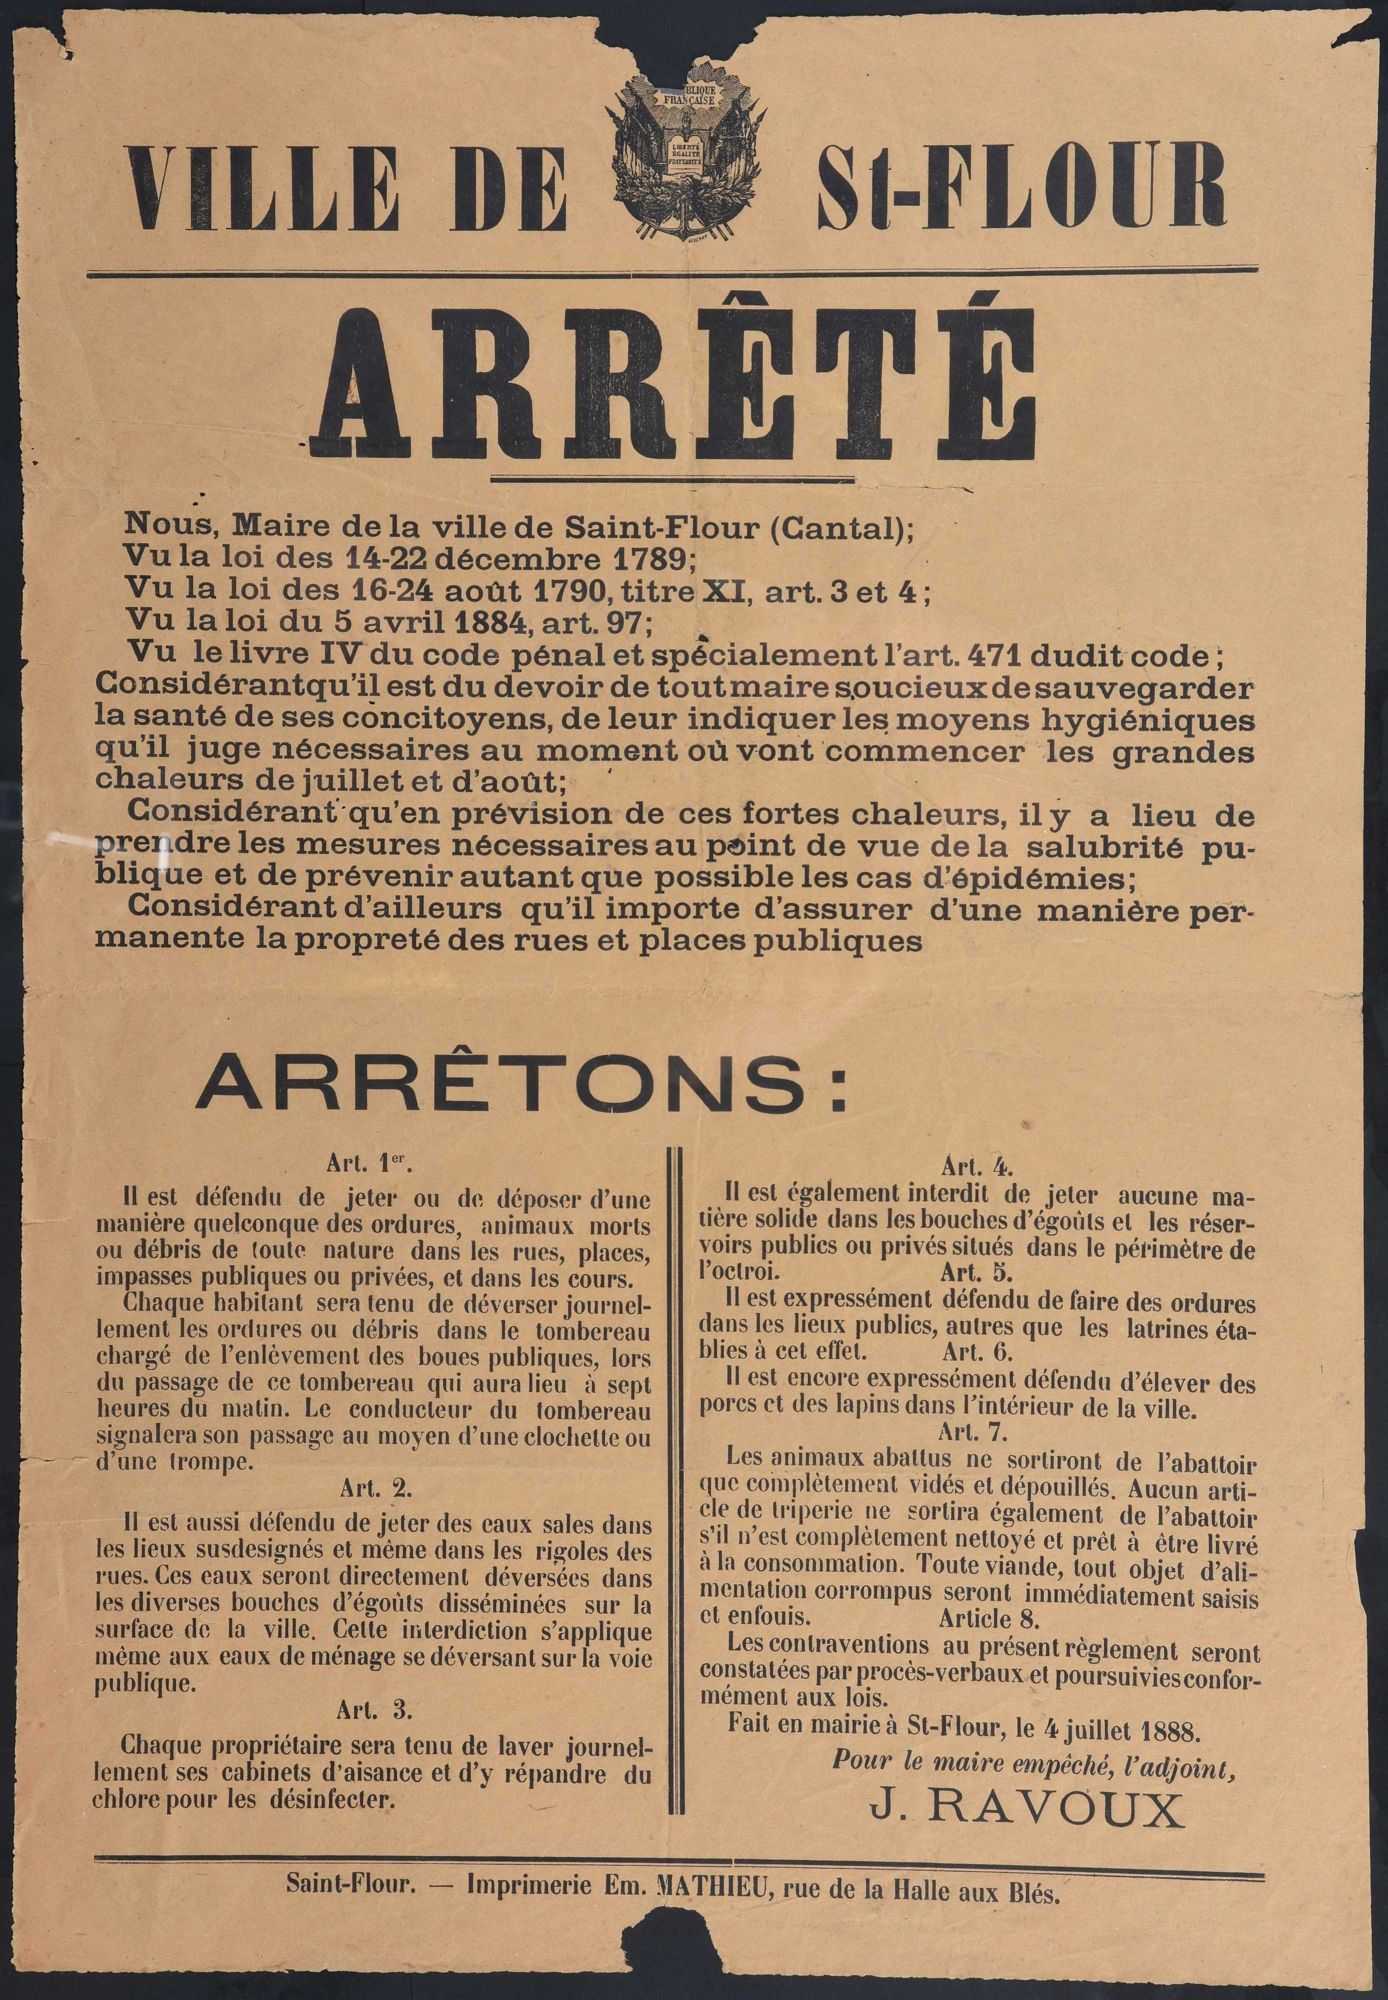 BLIQUE
FRANÇAISE
LIBERTÉ
ÉGALITÉ
FRATERNITÉ
VILLE DE St-FLOUR
ARRÊTÉ
Nous, Maire de la ville de Saint-Flour (Cantal);
Vu la loi des 14-22 décembre 1789;
Vu la loi des 16-24 août 1790, titre XI, art. 3 et 4;
Vu la loi du 5 avril 1884, art. 97;
Vu le livre IV du code pénal et spécialement l'art. 471 dudit code;
Considérant qu'il est du devoir de tout maire soucieux de sauvegarder
la santé de ses concitoyens, de leur indiquer les moyens hygiéniques
qu'il juge nécessaires au moment où vont commencer les grandes
chaleurs de juillet et d'août;
Considérant qu'en prévision de ces fortes chaleurs, il y a lieu de
prendre les mesures nécessaires au point de vue de la salubrité pu-
blique et de prévenir autant que possible les cas d'épidémies;
Considérant d'ailleurs qu'il importe d'assurer d'une manière per-
manente la propreté des rues et places publiques
ARRÊTONS :
Art. 1er.
Il est défendu de jeter ou de déposer d'une
manière quelconque des ordures, animaux morts
ou débris de toute nature dans les rues, places,
impasses publiques ou privées, et dans les cours.
Chaque habitant sera tenu de déverser journel-
lement les ordures ou débris dans le tombereau
chargé de l'enlèvement des boues publiques, lors
du passage de ce tombereau qui aura lieu à sept
heures du matin. Le conducteur du tombereau
signalera son passage au moyen d'une clochette ou
d'une trompe.
Art. 2.
Il est aussi défendu de jeter des eaux sales dans
les lieux susdesignés et même dans les rigoles des
rues. Ces eaux seront directement déversées dans
les diverses bouches d'égoûts disséminées sur la
surface de la ville. Cette interdiction s'applique
même aux eaux de ménage se déversant sur la voie
publique.
Art. 3.
Chaque propriétaire sera tenu de laver journel-
lement ses cabinets d'aisance et d'y répandre du
chlore pour les désinfecter.
Art. 4.
Il est également interdit de jeter aucune ma-
tière solide dans les bouches d'égoûts et les réser-
voirs publics ou privés situés dans le périmètre de
l'octroi. Art. 5.
Il est expressément défendu de faire des ordures
dans les lieux publics, autres que les latrines éta-
blies à cet effet. Art. 6.
Il est encore expressément défendu d'élever des
porcs et des lapins dans l'intérieur de la ville.
Art. 7.
Les animaux abattus ne sortiront de l'abattoir
que complètement vidés et dépouillés. Aucun arti-
cle de triperie ne sortira également de l'abattoir
s'il n'est complètement nettoyé et prêt à être livré
à la consommation. Toute viande, tout objet d'ali-
mentation corrompus seront immédiatement saisis
et enfouis. Article 8.
Les contraventions au présent règlement seront
constatées par procès-verbaux et poursuivies confor-
mément aux lois.
Fait en mairie à St-Flour, le 4 juillet 1888.
Pour le maire empêché, l'adjoint,
J. RAVOUX
Saint-Flour. — Imprimerie Em. MATHIEU, rue de la Halle aux Blés.